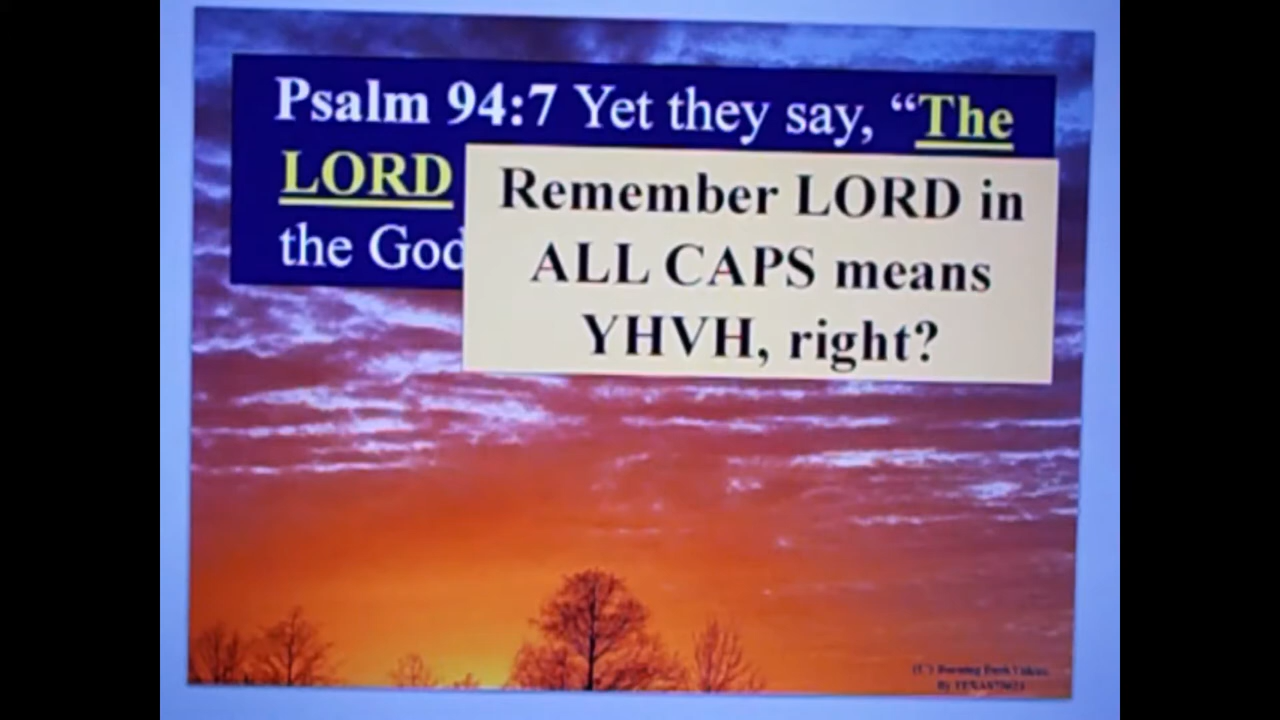 Psalm 94:7 Yet they say, “The
LORD
the God
Remember LORD in
ALL CAPS means
YHVH, right?